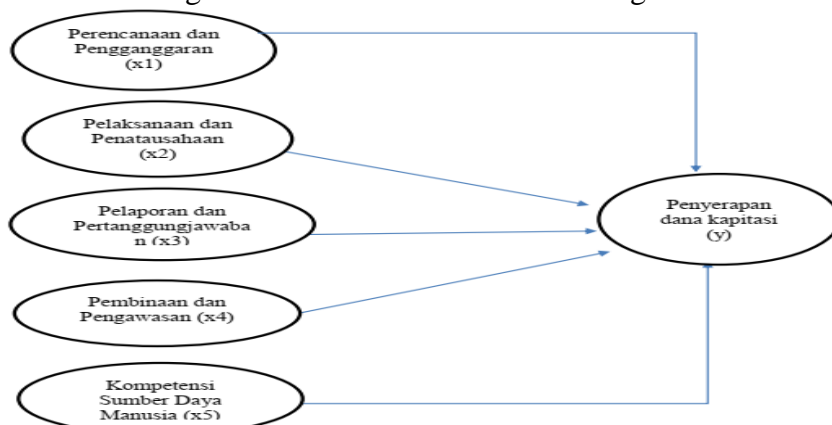 Perencanaan dan
Pengganggaran
(x1)
Pelaksanaan dan
Penatausahaan
(x2)
Pelaporan dan
Pertanggungjawaba
n (x3)
Pembinaan dan
Pengawasan (x4)
Kompetensi
Sumber Daya
Manusia (x5)
Penyerapan
dana kapitasi
(y)